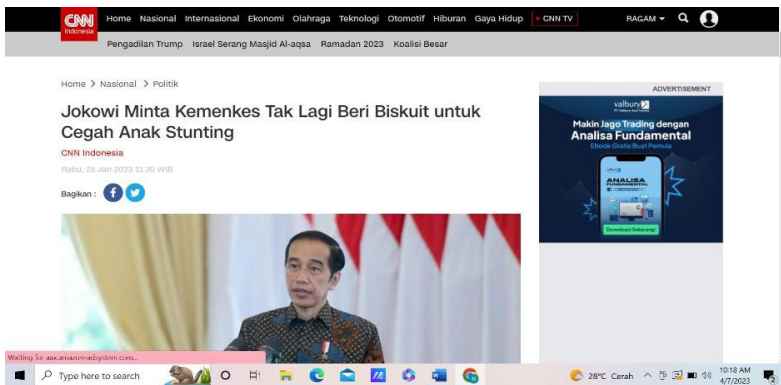 CNN
Indonesia
Home Nasional Internasional Ekonomi Olahraga Teknologi Otomotif Hiburan Gaya Hidup CNN TV RAGAM
Pengadilan Trump Israel Serang Masjid Al-aqsa Ramadan 2023 Koalisi Besar
Home > Nasional > Politik
ADVERTISEMENT
Jokowi Minta Kemenkes Tak Lagi Beri Biskuit untuk
Cegah Anak Stunting
CNN Indonesia
Rabu, 25 Jan 2023 11:30 WIB
Bagikan :
valbury
Makin Jago Trading dengan
Analisa Fundamental
Ebook Gratis Buat Pemula
ANALISA
FUNDAMENTAL
Download Sekarang!
Waiting for aax.amazon-adsystem.com...
Type here to search
28°C Cerah
10:18 AM
4/7/2023